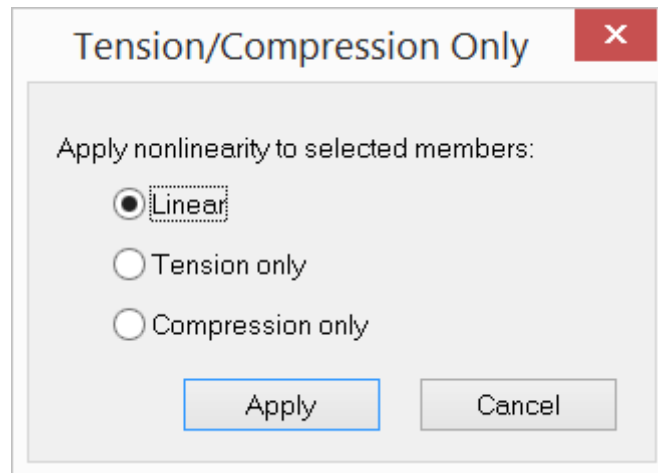 Tension/Compression Only
Apply nonlinearity to selected members:
Linear
Tension only
Compression only
Apply Cancel